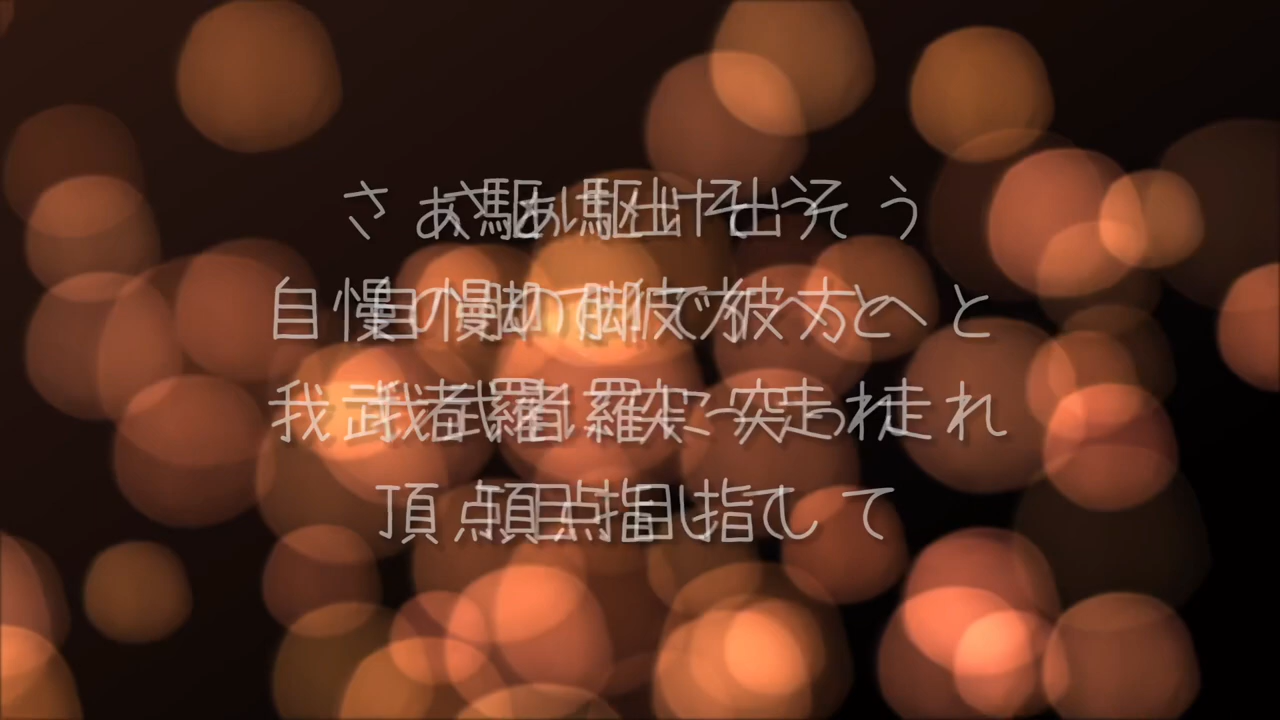 さあ駆け出そう
自慢の脚で彼方へと
我武者羅に突っ走れ
頂点目指して